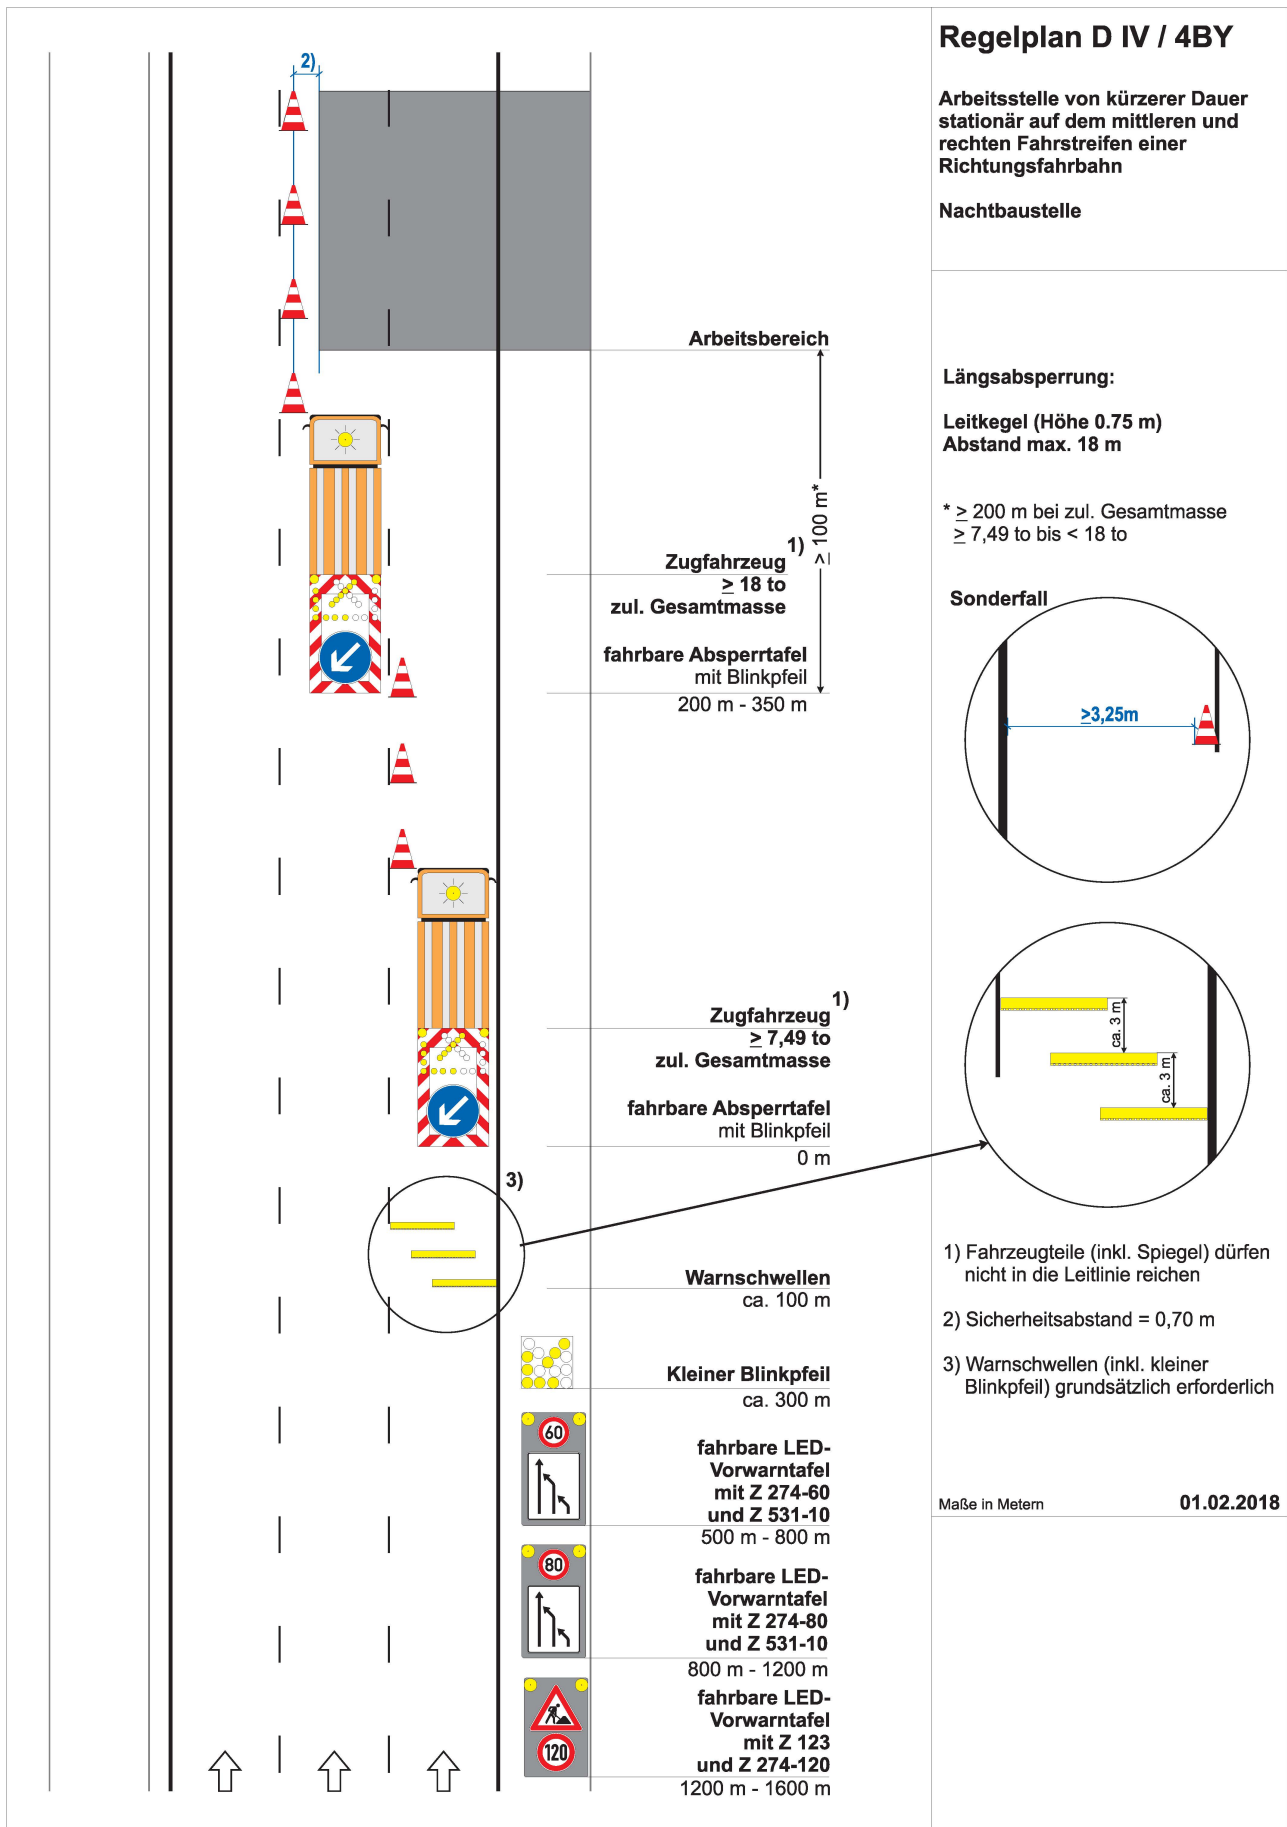 Regelplan D IV / 4BY
Arbeitsstelle von kürzerer Dauer
stationär auf dem mittleren und
rechten Fahrstreifen einer
Richtungsfahrbahn
Nachtbaustelle
2)
Arbeitsbereich
≥ 100 m*
Zugfahrzeug 1)
≥ 18 to
zul. Gesamtmasse
fahrbare Absperrtafel
mit Blinkpfeil
200 m - 350 m
Zugfahrzeug 1)
≥ 7,49 to
zul. Gesamtmasse
fahrbare Absperrtafel
mit Blinkpfeil
0 m
3)
Warnschwellen
ca. 100 m
Kleiner Blinkpfeil
ca. 300 m
60
fahrbare LED-
Vorwarntafel
mit Z 274-60
und Z 531-10
500 m - 800 m
80
fahrbare LED-
Vorwarntafel
mit Z 274-80
und Z 531-10
800 m - 1200 m
120
fahrbare LED-
Vorwarntafel
mit Z 123
und Z 274-120
1200 m - 1600 m
Längsabsperrung:
Leitkegel (Höhe 0.75 m)
Abstand max. 18 m
* ≥ 200 m bei zul. Gesamtmasse
≥ 7,49 to bis < 18 to
Sonderfall
≥3,25m
ca. 3 m
ca. 3 m
1) Fahrzeugteile (inkl. Spiegel) dürfen
nicht in die Leitlinie reichen
2) Sicherheitsabstand = 0,70 m
3) Warnschwellen (inkl. kleiner
Blinkpfeil) grundsätzlich erforderlich
Maße in Metern 01.02.2018